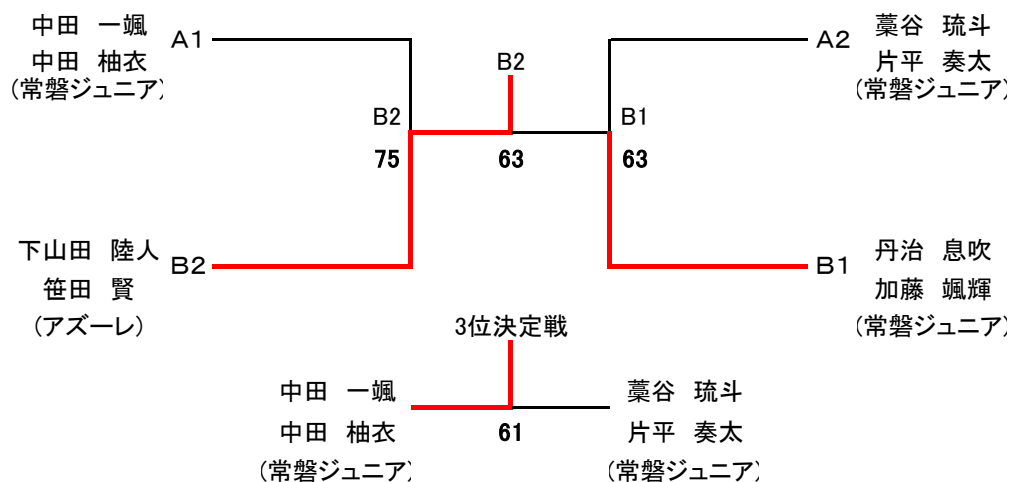 中田　一颯
中田　柚衣
(常磐ジュニア)
A1
B2
A2
藁谷　琉斗
片平　奏太
(常磐ジュニア)
B2
75
63
B1
63
下山田　陸人
笹田　賢
(アズーレ)
B2
B1
丹治　息吹
加藤　颯輝
(常磐ジュニア)
3位決定戦
中田　一颯
中田　柚衣
(常磐ジュニア)
61
藁谷　琉斗
片平　奏太
(常磐ジュニア)